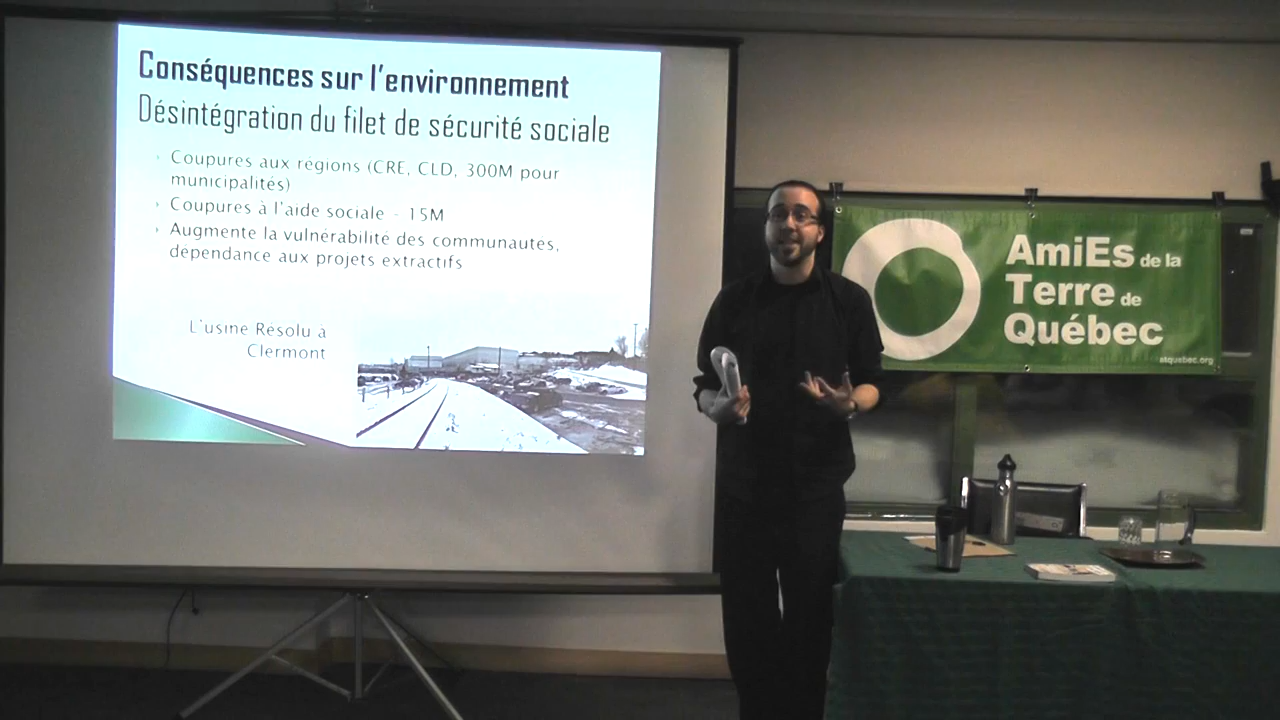 Conséquences sur l'environnement
Désintégration du filet de sécurité sociale
Coupures aux régions (CRE, CLD, 300M pour
municipalités)
Coupures à l'aide sociale - 15M
Augmente la vulnérabilité des communautés,
dépendance aux projets extractifs
L'usine Résolu à
Clermont
AmiEs de la
Terre de
Québec
atquebec.org